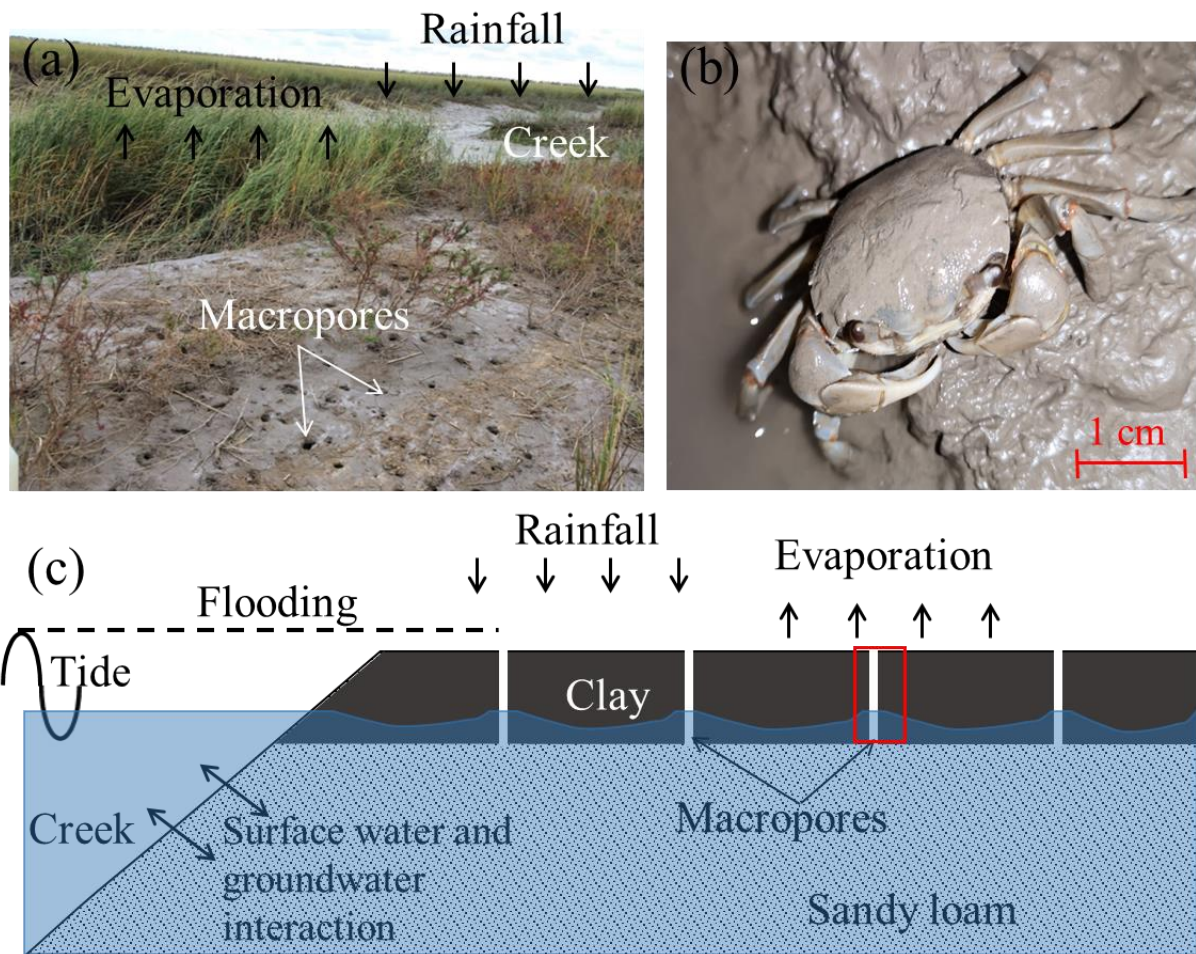 (a)
Rainfall
Evaporation
Creek
Macropores
(b)
1 cm
(c)
Rainfall
Evaporation
Flooding
Tide
Clay
Creek
Surface water and
groundwater
interaction
Macropores
Sandy loam